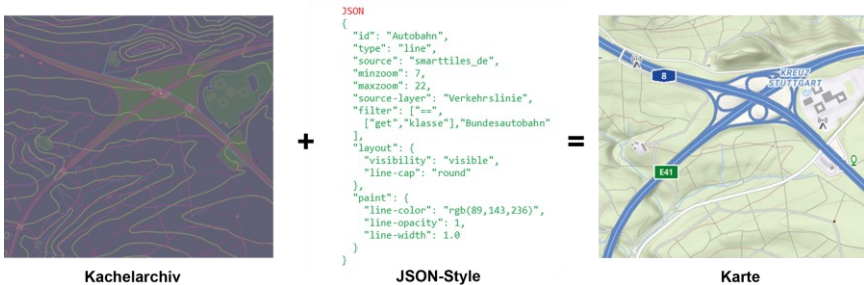 JSON
{
"id": "Autobahn",
"type": "line",
"source": "smarttiles_de",
"minzoom": 7,
"maxzoom": 22,
"source-layer": "Verkehrslinie",
"filter": ["==",
["get","klasse"],"Bundesautobahn"
],
"layout": {
"visibility": "visible",
"line-cap": "round"
},
"paint": {
"line-color": "rgb(89,143,236)",
"line-opacity": 1,
"line-width": 1.0
}
}
+
=
8
KREUZ
STUTTGART
E41
Kachelarchiv
JSON-Style
Karte